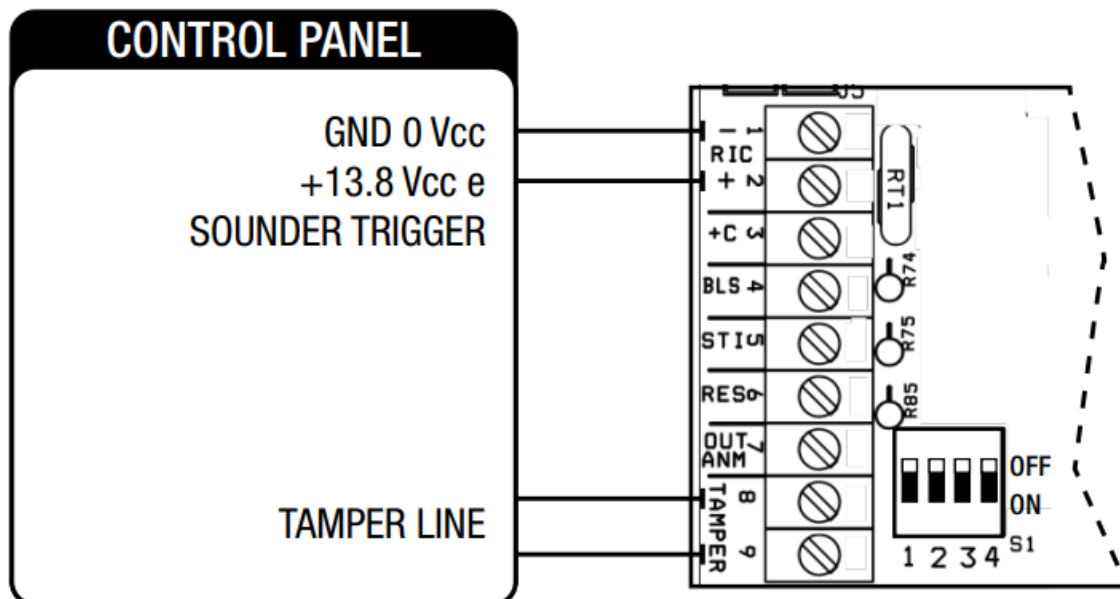 CONTROL PANEL
GND 0 Vcc
+13.8 Vcc e
SOUNDER TRIGGER
TAMPER LINE
- 1
RIC
+ 2
+C 3
BLS 4
STI 5
RES 6
OUT 7
ANM
TAMPER
8
9
RT1
R74
R75
R85
OFF
ON
1 2 3 4
S1